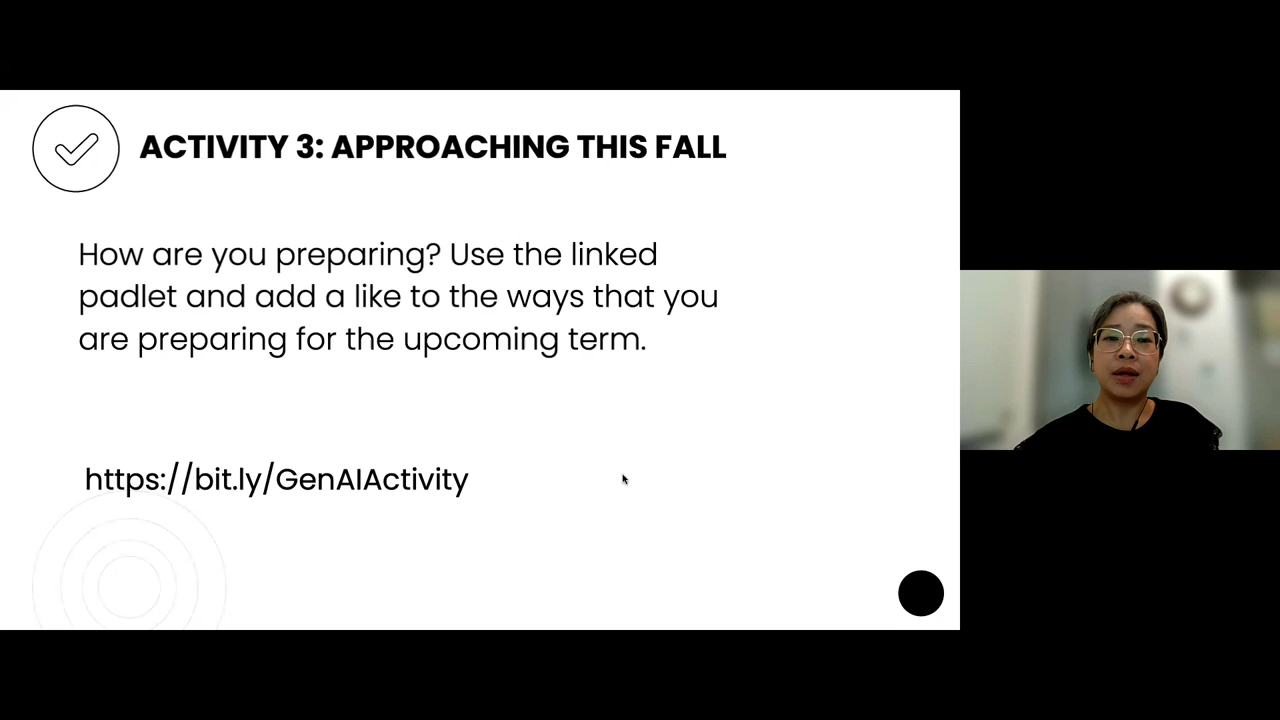 ACTIVITY 3: APPROACHING THIS FALL
How are you preparing? Use the linked
padlet and add a like to the ways that you
are preparing for the upcoming term.
https://bit.ly/GenAIActivity